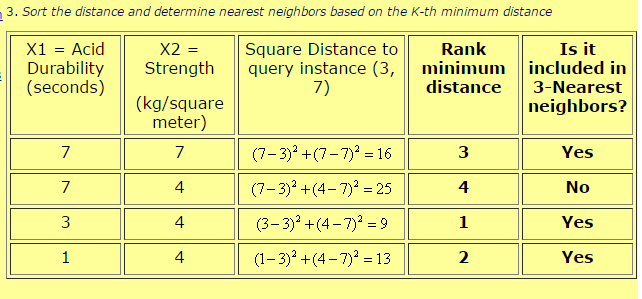 3. Sort the distance and determine nearest neighbors based on the K-th minimum distance
X1 = Acid Durability (seconds) X2 = Strength (kg/square meter) Square Distance to query instance (3, 7) Rank minimum distance Is it included in 3-Nearest neighbors?
7 7 (7−3)² +(7−7)² = 16 3 Yes
7 4 (7−3)² +(4−7)² = 25 4 No
3 4 (3−3)² +(4−7)² = 9 1 Yes
1 4 (1−3)² +(4−7)² = 13 2 Yes